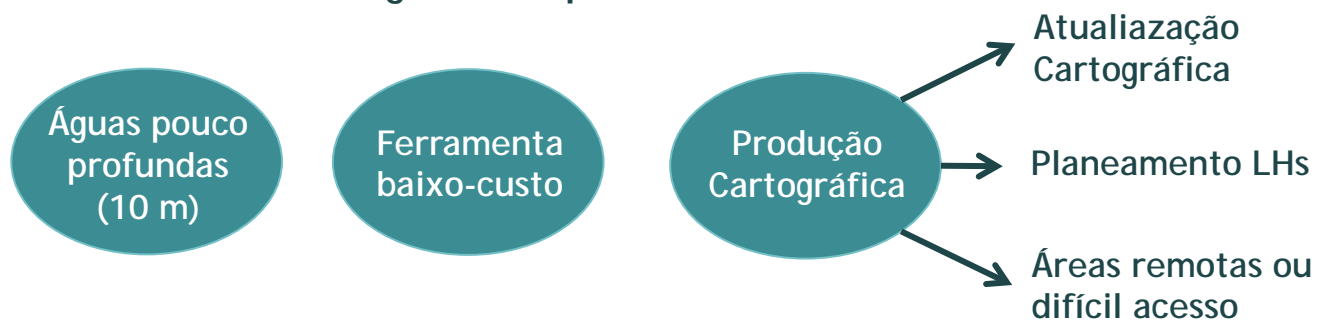 Águas pouco
profundas
(10 m)
Ferramenta
baixo-custo
Produção
Cartográfica
Atualiazação
Cartográfica
Planeamento LHs
Áreas remotas ou
difícil acesso